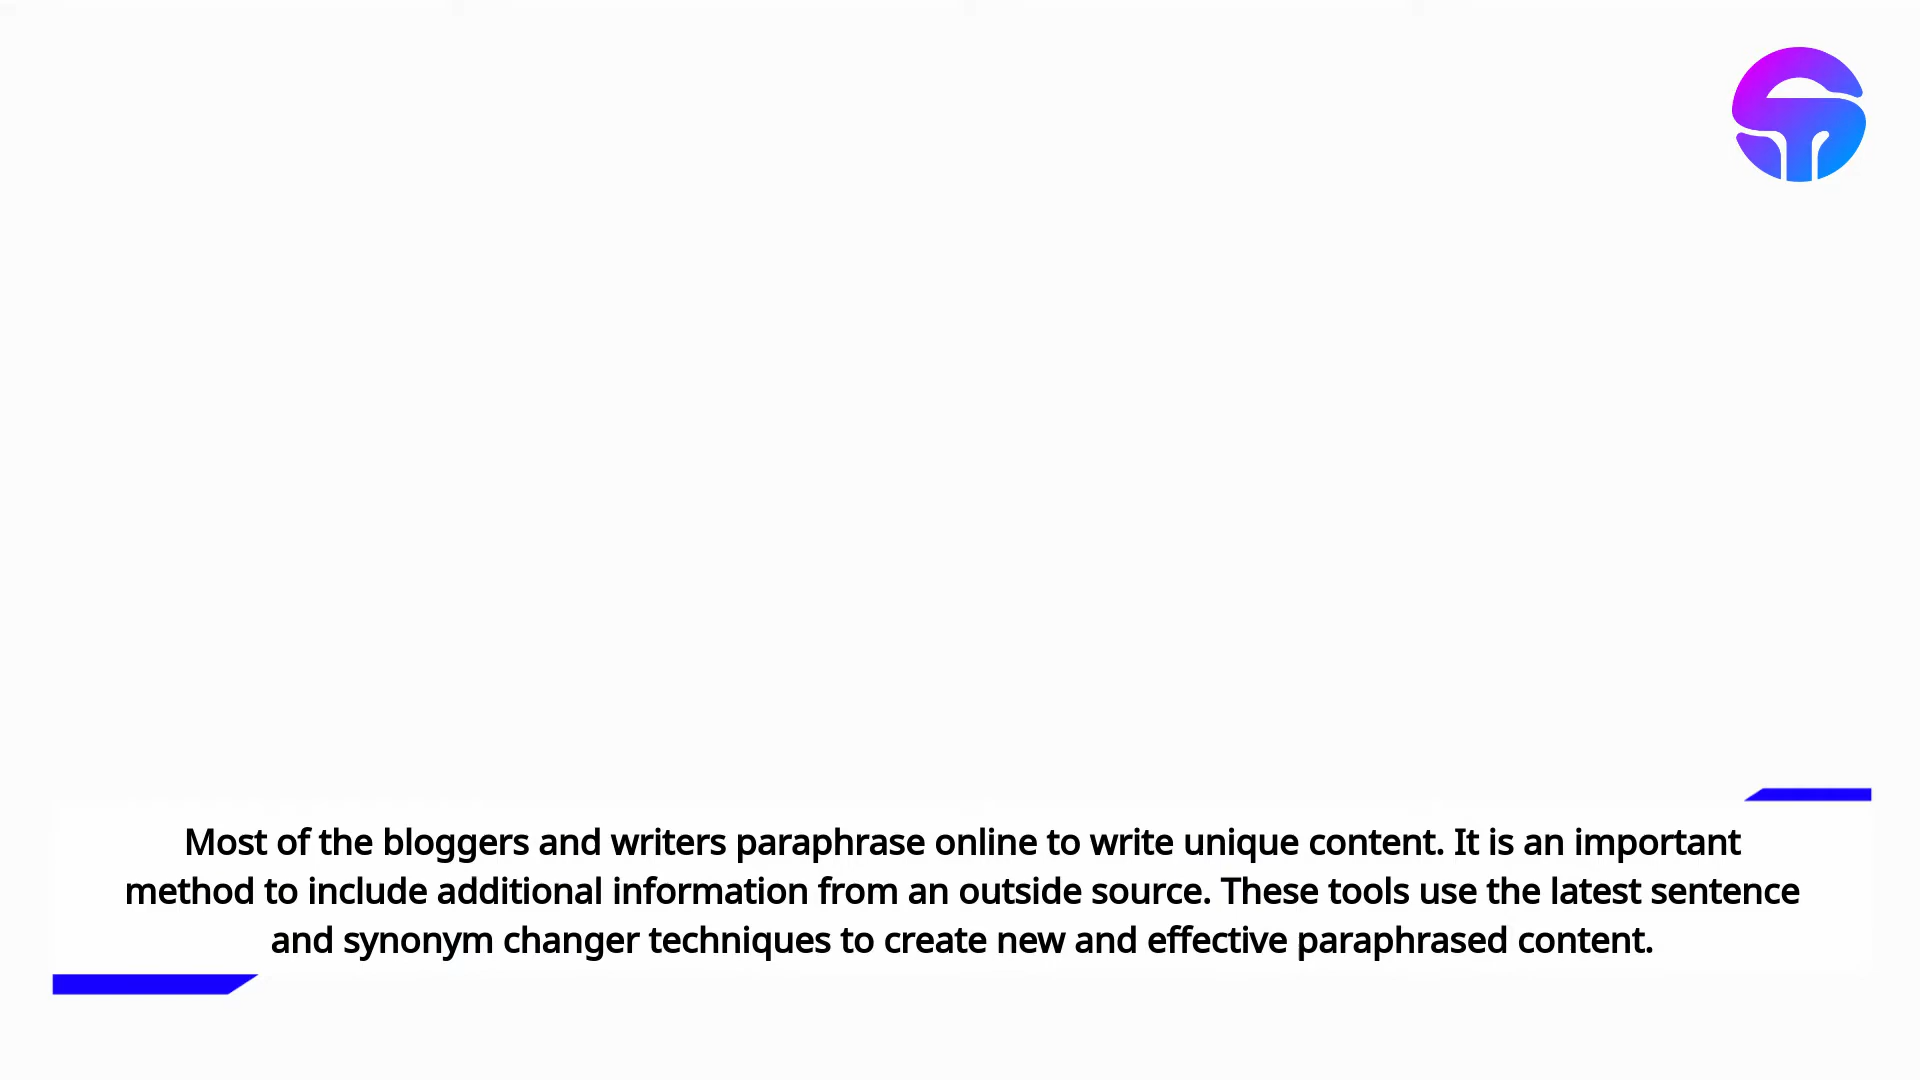 Most of the bloggers and writers paraphrase online to write unique content. It is an important
method to include additional information from an outside source. These tools use the latest sentence
and synonym changer techniques to create new and effective paraphrased content.